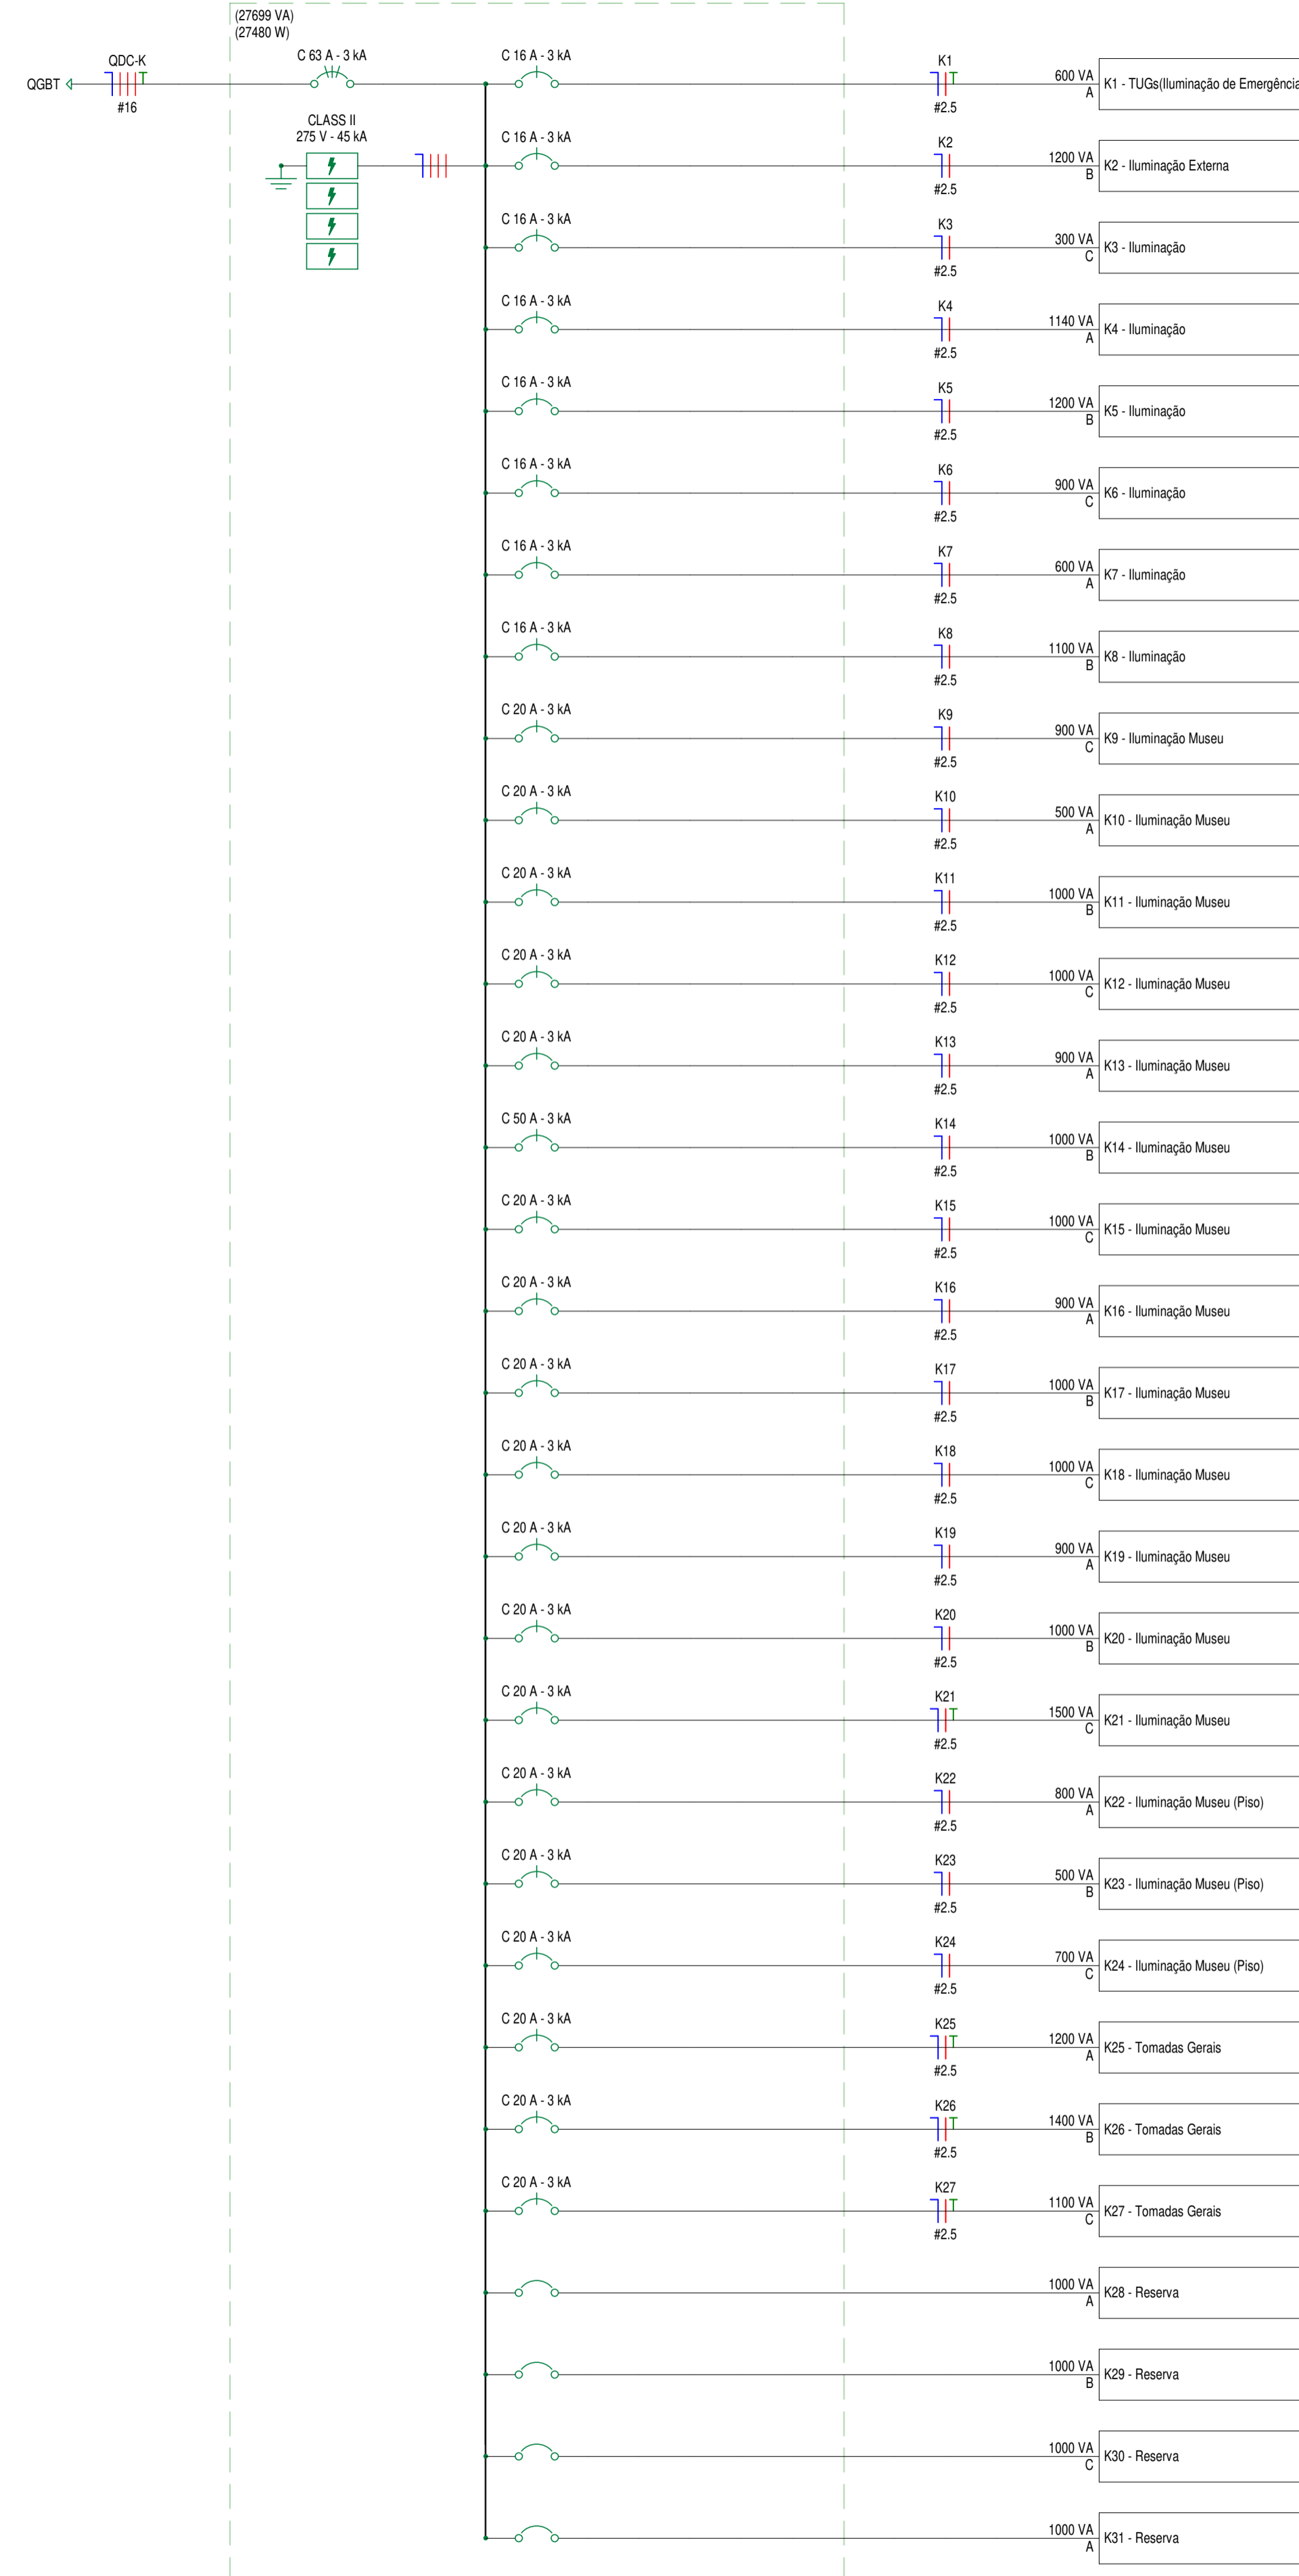 (27699 VA)
(27480 W)
QGBT
QDC-K
#16
C 63 A - 3 kA
CLASS II
275 V - 45 kA
C 16 A - 3 kA
K1
#2.5
600 VA
A
K1 - TUGs(Iluminação de Emergência
C 16 A - 3 kA
K2
#2.5
1200 VA
B
K2 - Iluminação Externa
C 16 A - 3 kA
K3
#2.5
300 VA
C
K3 - Iluminação
C 16 A - 3 kA
K4
#2.5
1140 VA
A
K4 - Iluminação
C 16 A - 3 kA
K5
#2.5
1200 VA
B
K5 - Iluminação
C 16 A - 3 kA
K6
#2.5
900 VA
C
K6 - Iluminação
C 16 A - 3 kA
K7
#2.5
600 VA
A
K7 - Iluminação
C 16 A - 3 kA
K8
#2.5
1100 VA
B
K8 - Iluminação
C 20 A - 3 kA
K9
#2.5
900 VA
C
K9 - Iluminação Museu
C 20 A - 3 kA
K10
#2.5
500 VA
A
K10 - Iluminação Museu
C 20 A - 3 kA
K11
#2.5
1000 VA
B
K11 - Iluminação Museu
C 20 A - 3 kA
K12
#2.5
1000 VA
C
K12 - Iluminação Museu
C 20 A - 3 kA
K13
#2.5
900 VA
A
K13 - Iluminação Museu
C 50 A - 3 kA
K14
#2.5
1000 VA
B
K14 - Iluminação Museu
C 20 A - 3 kA
K15
#2.5
1000 VA
C
K15 - Iluminação Museu
C 20 A - 3 kA
K16
#2.5
900 VA
A
K16 - Iluminação Museu
C 20 A - 3 kA
K17
#2.5
1000 VA
B
K17 - Iluminação Museu
C 20 A - 3 kA
K18
#2.5
1000 VA
C
K18 - Iluminação Museu
C 20 A - 3 kA
K19
#2.5
900 VA
A
K19 - Iluminação Museu
C 20 A - 3 kA
K20
#2.5
1000 VA
B
K20 - Iluminação Museu
C 20 A - 3 kA
K21
#2.5
1500 VA
C
K21 - Iluminação Museu
C 20 A - 3 kA
K22
#2.5
800 VA
A
K22 - Iluminação Museu (Piso)
C 20 A - 3 kA
K23
#2.5
500 VA
B
K23 - Iluminação Museu (Piso)
C 20 A - 3 kA
K24
#2.5
700 VA
C
K24 - Iluminação Museu (Piso)
C 20 A - 3 kA
K25
#2.5
1200 VA
A
K25 - Tomadas Gerais
C 20 A - 3 kA
K26
#2.5
1400 VA
B
K26 - Tomadas Gerais
C 20 A - 3 kA
K27
#2.5
1100 VA
C
K27 - Tomadas Gerais
1000 VA
A
K28 - Reserva
1000 VA
B
K29 - Reserva
1000 VA
C
K30 - Reserva
1000 VA
A
K31 - Reserva